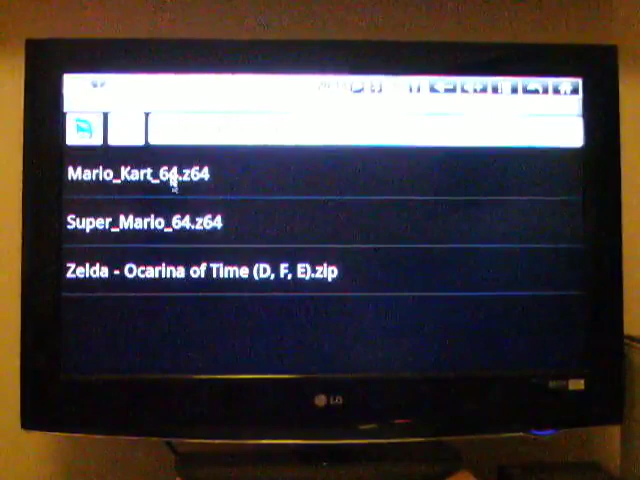 Mario_Kart_64.z64
Super_Mario_64.z64
Zelda - Ocarina of Time (D, F, E).zip
LG